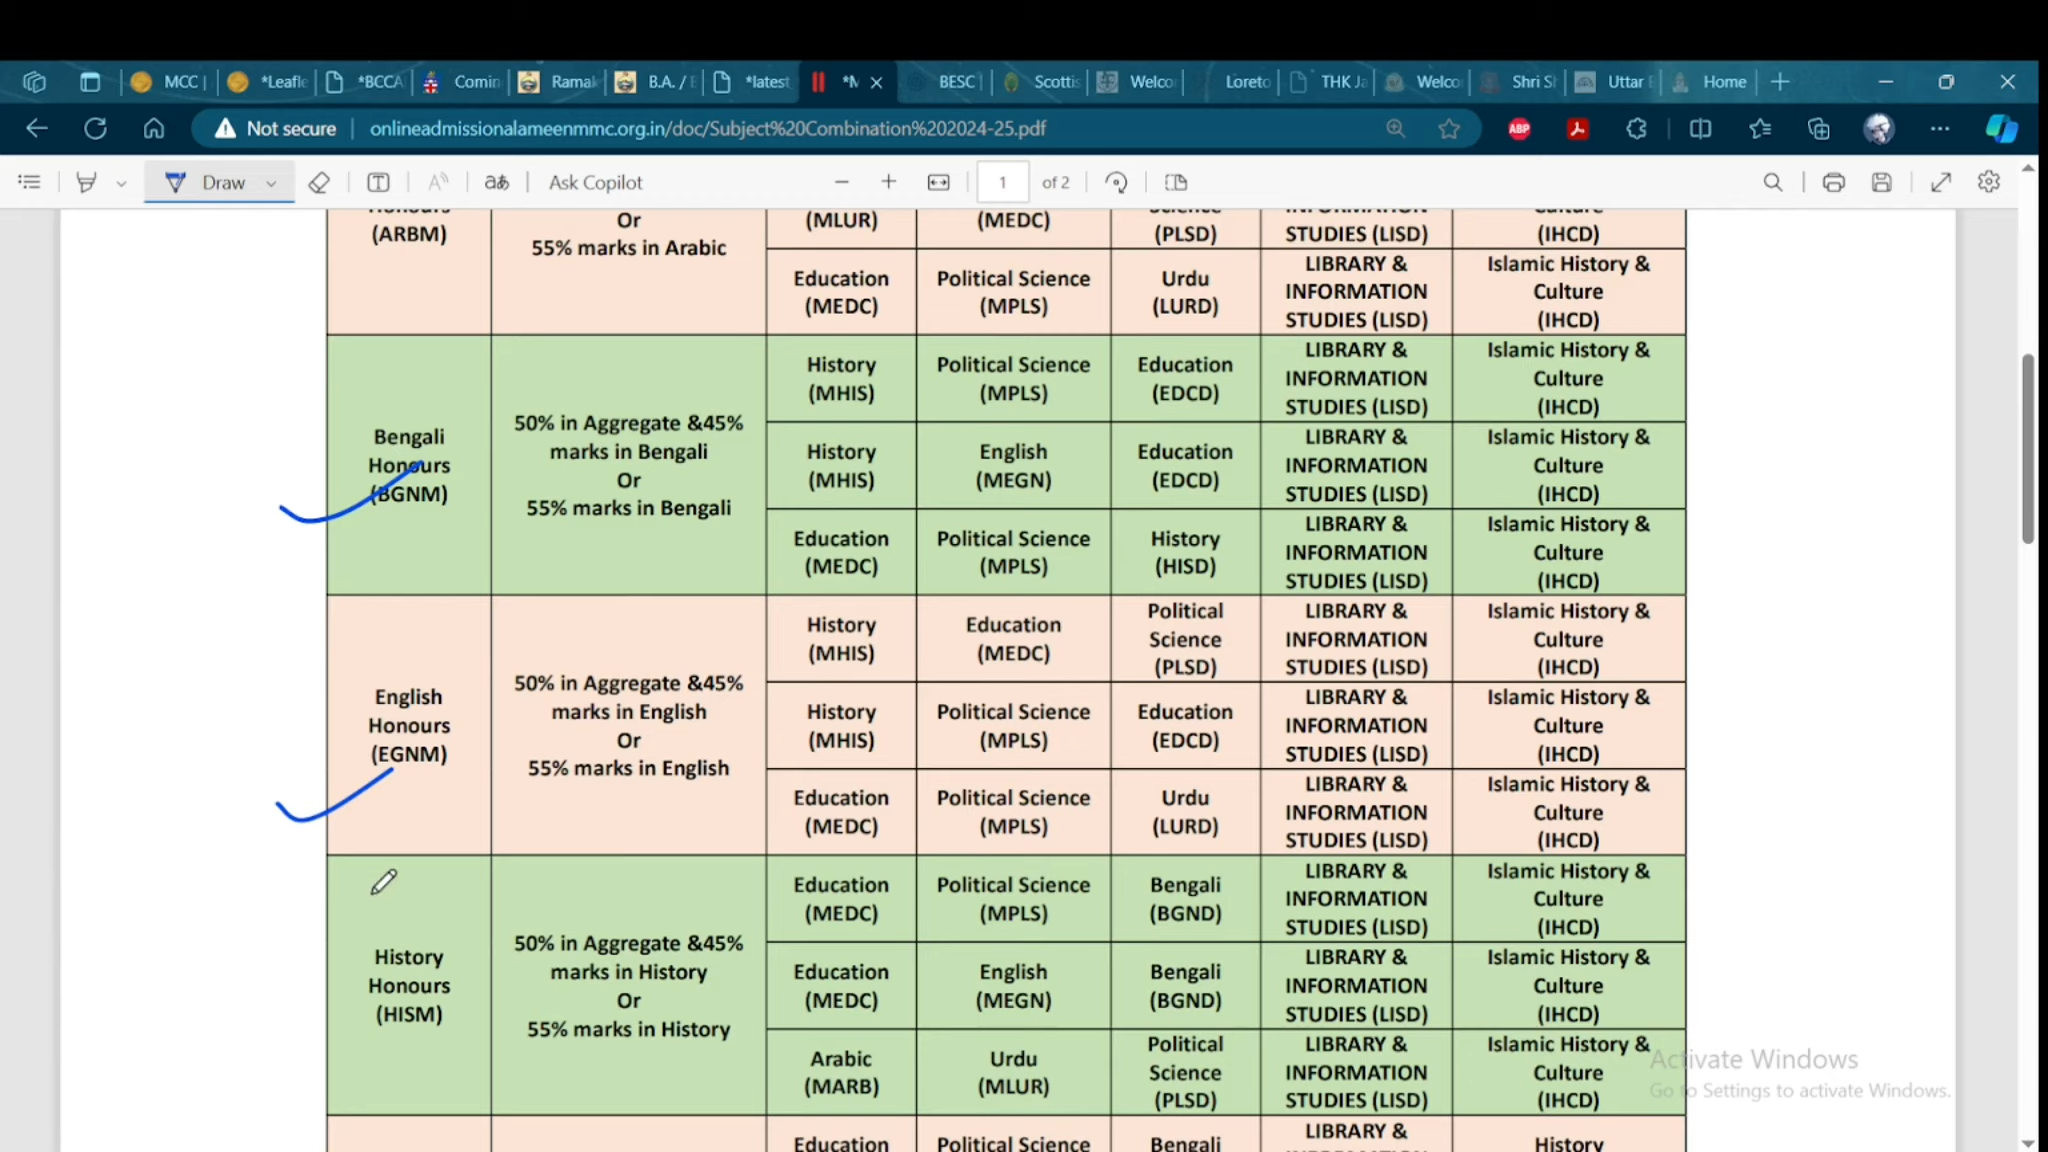 MCC |
*Leafle
*BCCA
Comin
Ramak
B.A. / B
*latest
*M
BESC
Scottis
Welco
Loreto
THK Ja
Welco
Shri S
Uttar
Home
Not secure
onlineadmissionalameenmmc.org.in/doc/Subject%20Combination%202024-25.pdf
ABP
Draw
Ask Copilot
1 of 2
Honours
(ARBM)
Or
55% marks in Arabic
(MLUR)
(MEDC)
Science
(PLSD)
INFORMATION
STUDIES (LISD)
Culture
(IHCD)
Education
(MEDC)
Political Science
(MPLS)
Urdu
(LURD)
LIBRARY &
INFORMATION
STUDIES (LISD)
Islamic History &
Culture
(IHCD)
Bengali
Honours
(BGNM)
50% in Aggregate &45%
marks in Bengali
Or
55% marks in Bengali
History
(MHIS)
Political Science
(MPLS)
Education
(EDCD)
LIBRARY &
INFORMATION
STUDIES (LISD)
Islamic History &
Culture
(IHCD)
History
(MHIS)
English
(MEGN)
Education
(EDCD)
LIBRARY &
INFORMATION
STUDIES (LISD)
Islamic History &
Culture
(IHCD)
Education
(MEDC)
Political Science
(MPLS)
History
(HISD)
LIBRARY &
INFORMATION
STUDIES (LISD)
Islamic History &
Culture
(IHCD)
English
Honours
(EGNM)
50% in Aggregate &45%
marks in English
Or
55% marks in English
History
(MHIS)
Education
(MEDC)
Political
Science
(PLSD)
LIBRARY &
INFORMATION
STUDIES (LISD)
Islamic History &
Culture
(IHCD)
History
(MHIS)
Political Science
(MPLS)
Education
(EDCD)
LIBRARY &
INFORMATION
STUDIES (LISD)
Islamic History &
Culture
(IHCD)
Education
(MEDC)
Political Science
(MPLS)
Urdu
(LURD)
LIBRARY &
INFORMATION
STUDIES (LISD)
Islamic History &
Culture
(IHCD)
History
Honours
(HISM)
50% in Aggregate &45%
marks in History
Or
55% marks in History
Education
(MEDC)
Political Science
(MPLS)
Bengali
(BGND)
LIBRARY &
INFORMATION
STUDIES (LISD)
Islamic History &
Culture
(IHCD)
Education
(MEDC)
English
(MEGN)
Bengali
(BGND)
LIBRARY &
INFORMATION
STUDIES (LISD)
Islamic History &
Culture
(IHCD)
Arabic
(MARB)
Urdu
(MLUR)
Political
Science
(PLSD)
LIBRARY &
INFORMATION
STUDIES (LISD)
Islamic History &
Culture
(IHCD)
Education
Political Science
Bengali
LIBRARY &
History
Activate Windows
Go to Settings to activate Windows.